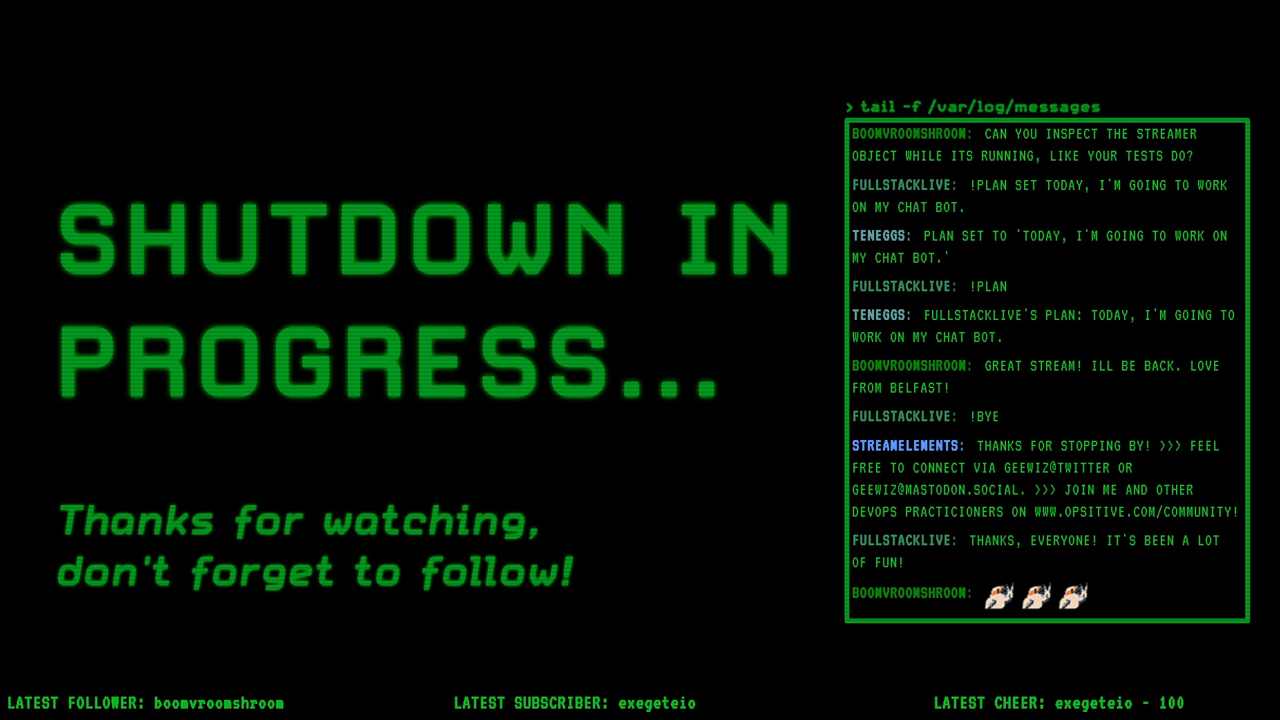 SHUTDOWN IN
PROGRESS...
Thanks for watching,
don't forget to follow!
> tail -f /var/log/messages
BOOMVROOMSHROOM: CAN YOU INSPECT THE STREAMER
OBJECT WHILE ITS RUNNING, LIKE YOUR TESTS DO?
FULLSTACKLIVE: !PLAN SET TODAY, I'M GOING TO WORK
ON MY CHAT BOT.
TENEGGS: PLAN SET TO 'TODAY, I'M GOING TO WORK ON
MY CHAT BOT.'
FULLSTACKLIVE: !PLAN
TENEGGS: FULLSTACKLIVE'S PLAN: TODAY, I'M GOING TO
WORK ON MY CHAT BOT.
BOOMVROOMSHROOM: GREAT STREAM! ILL BE BACK. LOVE
FROM BELFAST!
FULLSTACKLIVE: !BYE
STREAMELEMENTS: THANKS FOR STOPPING BY! >>> FEEL
FREE TO CONNECT VIA GEEWIZ@TWITTER OR
GEEWIZ@MASTODON.SOCIAL. >>> JOIN ME AND OTHER
DEVOPS PRACTICIONERS ON WWW.OPSITIVE.COM/COMMUNITY!
FULLSTACKLIVE: THANKS, EVERYONE! IT'S BEEN A LOT
OF FUN!
BOOMVROOMSHROOM:
LATEST FOLLOWER: boomvroomshroom
LATEST SUBSCRIBER: exegeteio
LATEST CHEER: exegeteio - 100